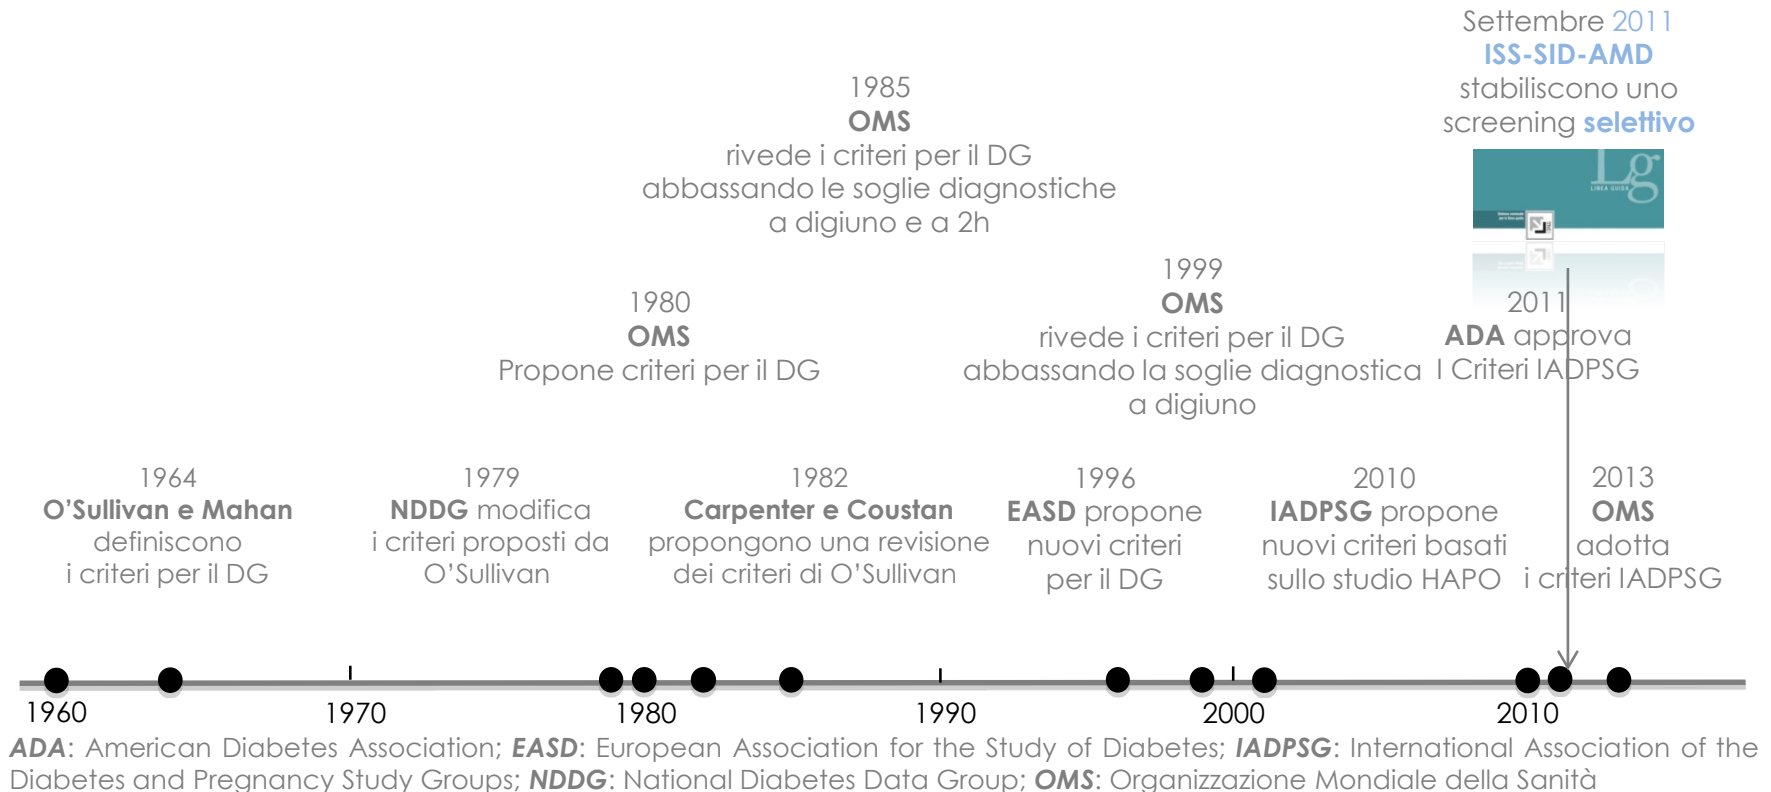 Settembre 2011
ISS-SID-AMD
stabiliscono uno
screening selettivo
Lg
LINEA GUIDA
1985
OMS
rivede i criteri per il DG
abbassando le soglie diagnostiche
a digiuno e a 2h
1980
OMS
Propone criteri per il DG
1999
OMS
rivede i criteri per il DG
abbassando la soglie diagnostica
a digiuno
2011
ADA approva
I Criteri IADPSG
1964
O'Sullivan e Mahan
definiscono
i criteri per il DG
1979
NDDG modifica
i criteri proposti da
O'Sullivan
1982
Carpenter e Coustan
propongono una revisione
dei criteri di O'Sullivan
1996
EASD propone
nuovi criteri
per il DG
2010
IADPSG propone
nuovi criteri basati
sullo studio HAPO
2013
OMS
adotta
i criteri IADPSG
1960 1970 1980 1990 2000 2010
ADA: American Diabetes Association; EASD: European Association for the Study of Diabetes; IADPSG: International Association of the
Diabetes and Pregnancy Study Groups; NDDG: National Diabetes Data Group; OMS: Organizzazione Mondiale della Sanità